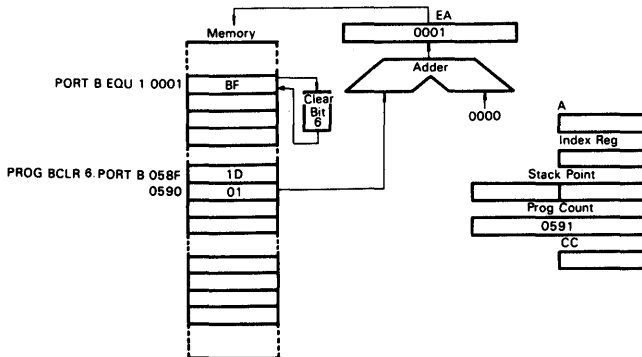 EA
Memory
0001
Adder
PORT B EQU 1 0001
BF
Clear
Bit
6
0000
A
Index Reg
PROG BCLR 6. PORT B 058F
1D
Stack Point
0590
01
Prog Count
0591
CC